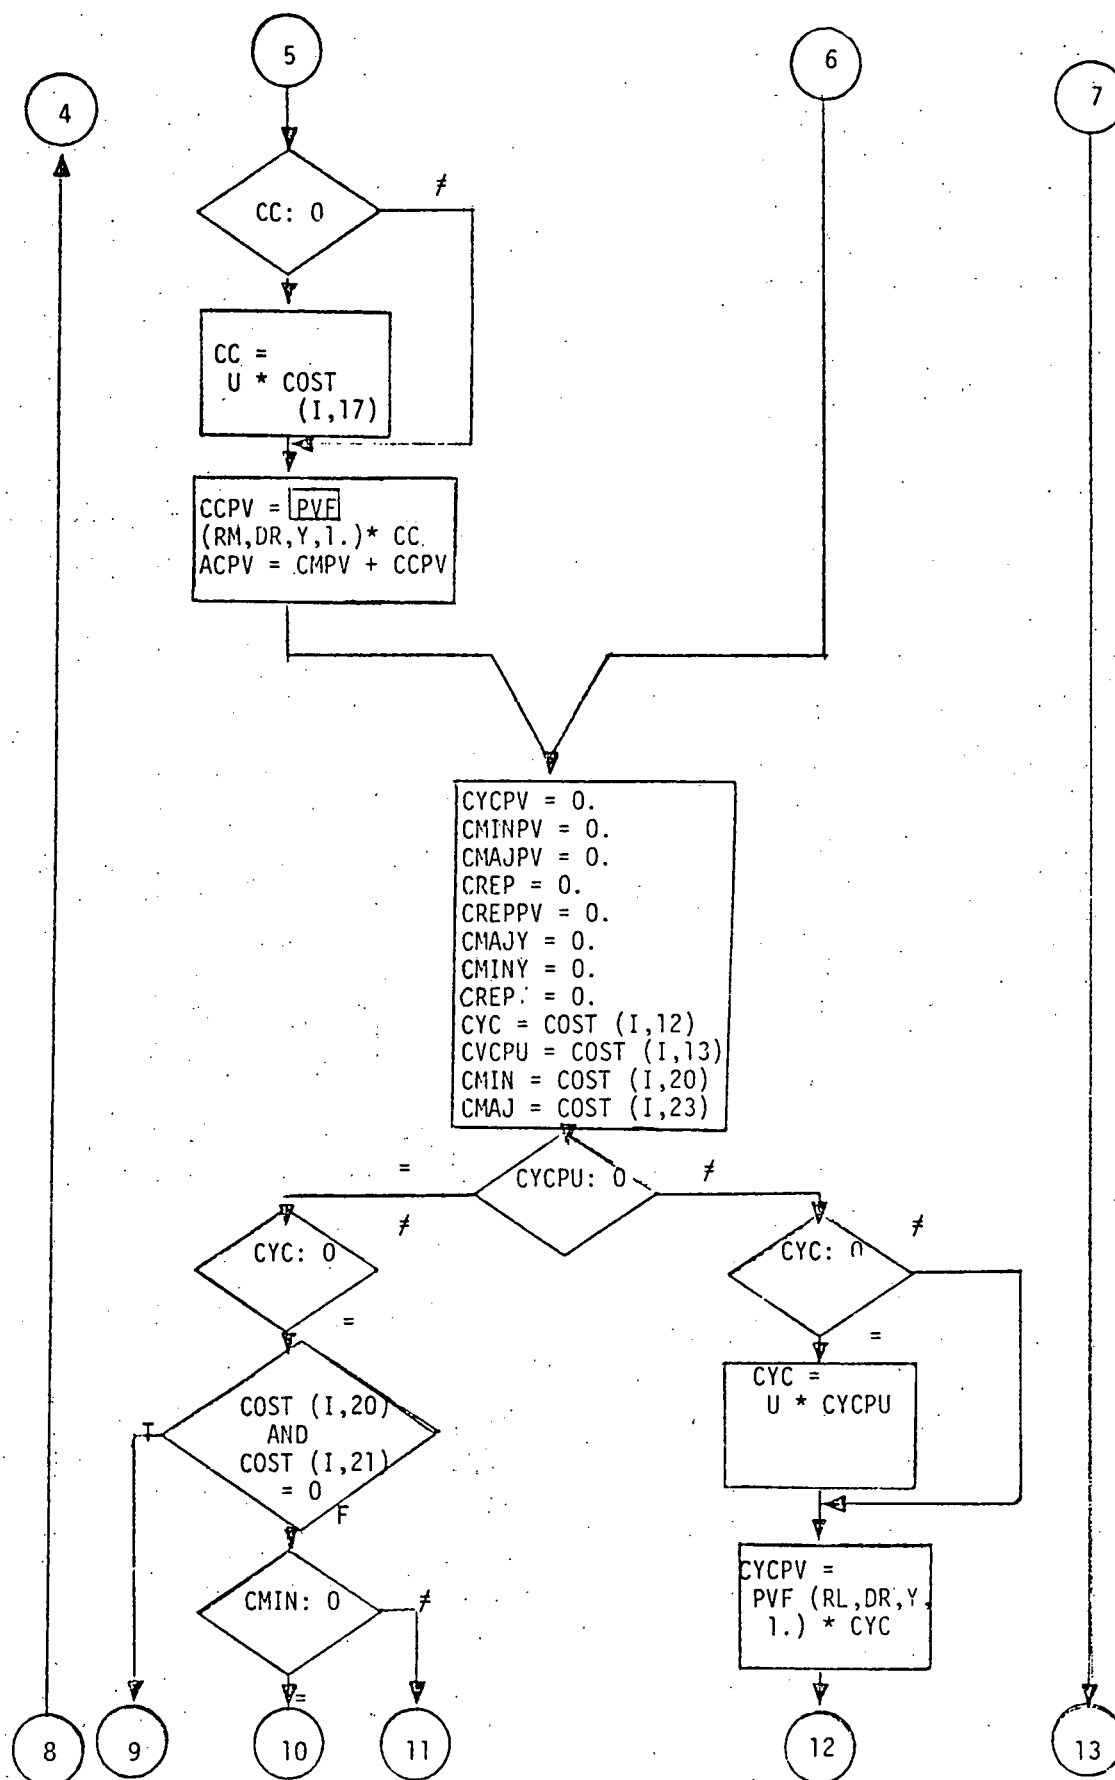 5
6
7
4
≠
CC: 0
CC =
U * COST
(I,17)
CCPV = PVF
(RM,DR,Y,1.)* CC
ACPV = CMPV + CCPV
CYCPV = 0.
CMINPV = 0.
CMAJPV = 0.
CREP = 0.
CREPPV = 0.
CMAJY = 0.
CMINY = 0.
CREP. = 0.
CYC = COST (I,12)
CVCPU = COST (I,13)
CMIN = COST (I,20)
CMAJ = COST (I,23)
= CYCPU: 0 ≠
≠
CYC: 0
≠
CYC: 0
=
=
CYC =
U * CYCPU
COST (I,20)
AND
COST (I,21)
= 0
T
F
CYCPV =
PVF (RL,DR,Y,
1.) * CYC
CMIN: 0 ≠
=
8
9
10
11
12
13